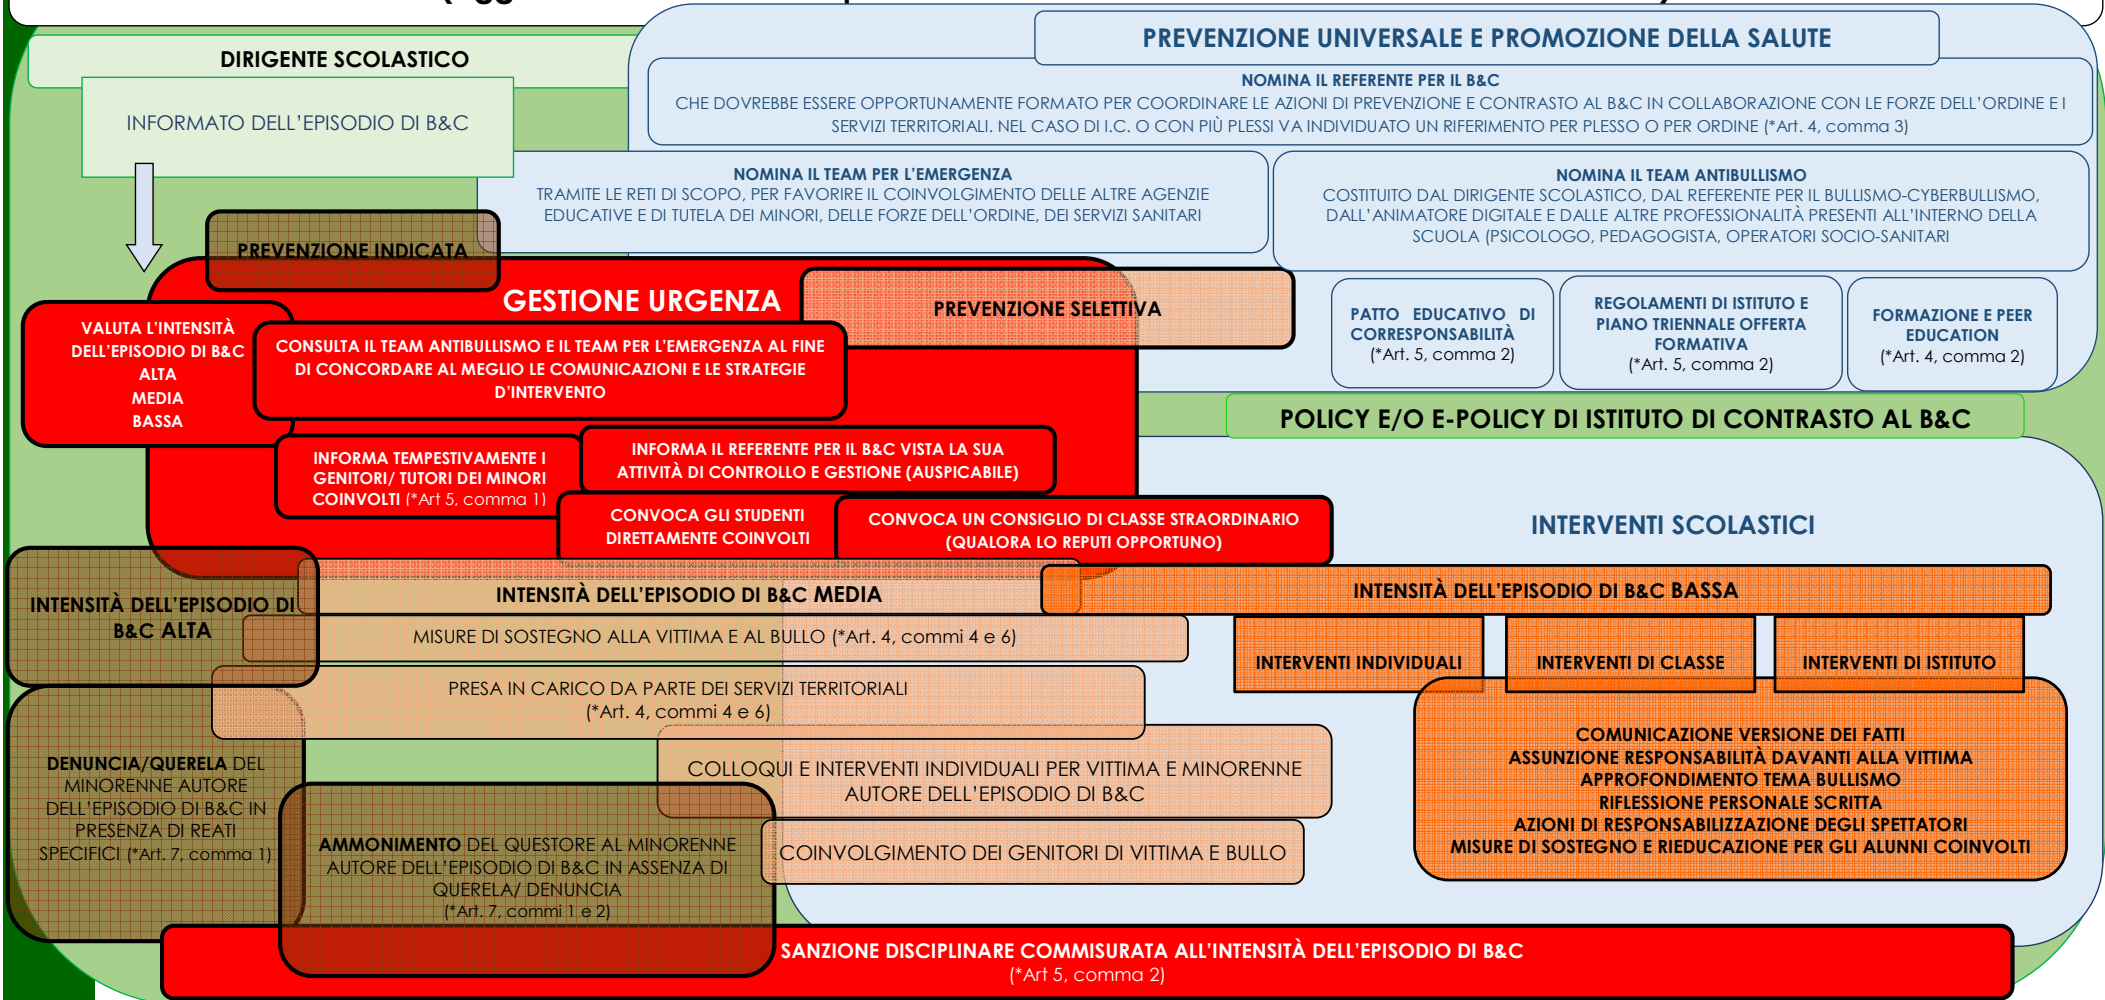 DIRIGENTE SCOLASTICO
INFORMATO DELL'EPISODIO DI B&C
PREVENZIONE UNIVERSALE E PROMOZIONE DELLA SALUTE
NOMINA IL REFERENTE PER IL B&C
CHE DOVREBBE ESSERE OPPORTUNAMENTE FORMATO PER COORDINARE LE AZIONI DI PREVENZIONE E CONTRASTO AL B&C IN COLLABORAZIONE CON LE FORZE DELL'ORDINE E I
SERVIZI TERRITORIALI. NEL CASO DI I.C. O CON PIÙ PLESSI VA INDIVIDUATO UN RIFERIMENTO PER PLESSO O PER ORDINE (*Art. 4, comma 3)
NOMINA IL TEAM PER L'EMERGENZA
TRAMITE LE RETI DI SCOPO, PER FAVORIRE IL COINVOLGIMENTO DELLE ALTRE AGENZIE
EDUCATIVE E DI TUTELA DEI MINORI, DELLE FORZE DELL'ORDINE, DEI SERVIZI SANITARI
NOMINA IL TEAM ANTIBULLISMO
COSTITUITO DAL DIRIGENTE SCOLASTICO, DAL REFERENTE PER IL BULLISMO-CYBERBULLISMO,
DALL'ANIMATORE DIGITALE E DALLE ALTRE PROFESSIONALITÀ PRESENTI ALL'INTERNO DELLA
SCUOLA (PSICOLOGO, PEDAGOGISTA, OPERATORI SOCIO-SANITARI
PREVENZIONE INDICATA
GESTIONE URGENZA
PREVENZIONE SELETTIVA
PATTO EDUCATIVO DI
CORRESPONSABILITÀ
(*Art. 5, comma 2)
REGOLAMENTI DI ISTITUTO E
PIANO TRIENNALE OFFERTA
FORMATIVA
(*Art. 5, comma 2)
FORMAZIONE E PEER
EDUCATION
(*Art. 4, comma 2)
VALUTA L'INTENSITÀ
DELL'EPISODIO DI B&C
ALTA
MEDIA
BASSA
CONSULTA IL TEAM ANTIBULLISMO E IL TEAM PER L'EMERGENZA AL FINE
DI CONCORDARE AL MEGLIO LE COMUNICAZIONI E LE STRATEGIE
D'INTERVENTO
POLICY E/O E-POLICY DI ISTITUTO DI CONTRASTO AL B&C
INFORMA TEMPESTIVAMENTE I
GENITORI/ TUTORI DEI MINORI
COINVOLTI (*Art 5, comma 1)
INFORMA IL REFERENTE PER IL B&C VISTA LA SUA
ATTIVITÀ DI CONTROLLO E GESTIONE (AUSPICABILE)
CONVOCA GLI STUDENTI
DIRETTAMENTE COINVOLTI
CONVOCA UN CONSIGLIO DI CLASSE STRAORDINARIO
(QUALORA LO REPUTI OPPORTUNO)
INTERVENTI SCOLASTICI
INTENSITÀ DELL'EPISODIO DI
B&C ALTA
INTENSITÀ DELL'EPISODIO DI B&C MEDIA
INTENSITÀ DELL'EPISODIO DI B&C BASSA
MISURE DI SOSTEGNO ALLA VITTIMA E AL BULLO (*Art. 4, commi 4 e 6)
INTERVENTI INDIVIDUALI
INTERVENTI DI CLASSE
INTERVENTI DI ISTITUTO
PRESA IN CARICO DA PARTE DEI SERVIZI TERRITORIALI
(*Art. 4, commi 4 e 6)
DENUNCIA/QUERELA DEL
MINORENNE AUTORE
DELL'EPISODIO DI B&C IN
PRESENZA DI REATI
SPECIFICI (*Art. 7, comma 1)
COLLOQUI E INTERVENTI INDIVIDUALI PER VITTIMA E MINORENNE
AUTORE DELL'EPISODIO DI B&C
COMUNICAZIONE VERSIONE DEI FATTI
ASSUNZIONE RESPONSABILITÀ DAVANTI ALLA VITTIMA
APPROFONDIMENTO TEMA BULLISMO
RIFLESSIONE PERSONALE SCRITTA
AZIONI DI RESPONSABILIZZAZIONE DEGLI SPETTATORI
MISURE DI SOSTEGNO E RIEDUCAZIONE PER GLI ALUNNI COINVOLTI
AMMONIMENTO DEL QUESTORE AL MINORENNE
AUTORE DELL'EPISODIO DI B&C IN ASSENZA DI
QUERELA/ DENUNCIA
(*Art. 7, commi 1 e 2)
COINVOLGIMENTO DEI GENITORI DI VITTIMA E BULLO
SANZIONE DISCIPLINARE COMMISURATA ALL'INTENSITÀ DELL'EPISODIO DI B&C
(*Art 5, comma 2)